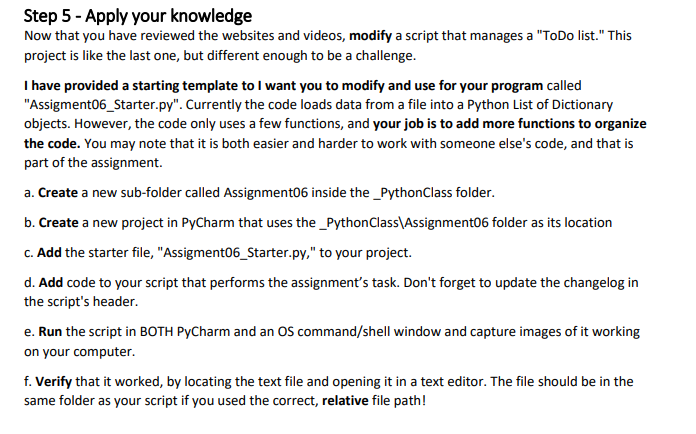 Step 5 - Apply your knowledge
Now that you have reviewed the websites and videos, modify a script that manages a "ToDo list." This
project is like the last one, but different enough to be a challenge.
I have provided a starting template to I want you to modify and use for your program called
"Assigment06_Starter.py". Currently the code loads data from a file into a Python List of Dictionary
objects. However, the code only uses a few functions, and your job is to add more functions to organize
the code. You may note that it is both easier and harder to work with someone else's code, and that is
part of the assignment.
a. Create a new sub-folder called Assignment06 inside the _PythonClass folder.
b. Create a new project in PyCharm that uses the _PythonClass\Assignment06 folder as its location
c. Add the starter file, "Assigment06_Starter.py," to your project.
d. Add code to your script that performs the assignment's task. Don't forget to update the changelog in
the script's header.
e. Run the script in BOTH PyCharm and an OS command/shell window and capture images of it working
on your computer.
f. Verify that it worked, by locating the text file and opening it in a text editor. The file should be in the
same folder as your script if you used the correct, relative file path!